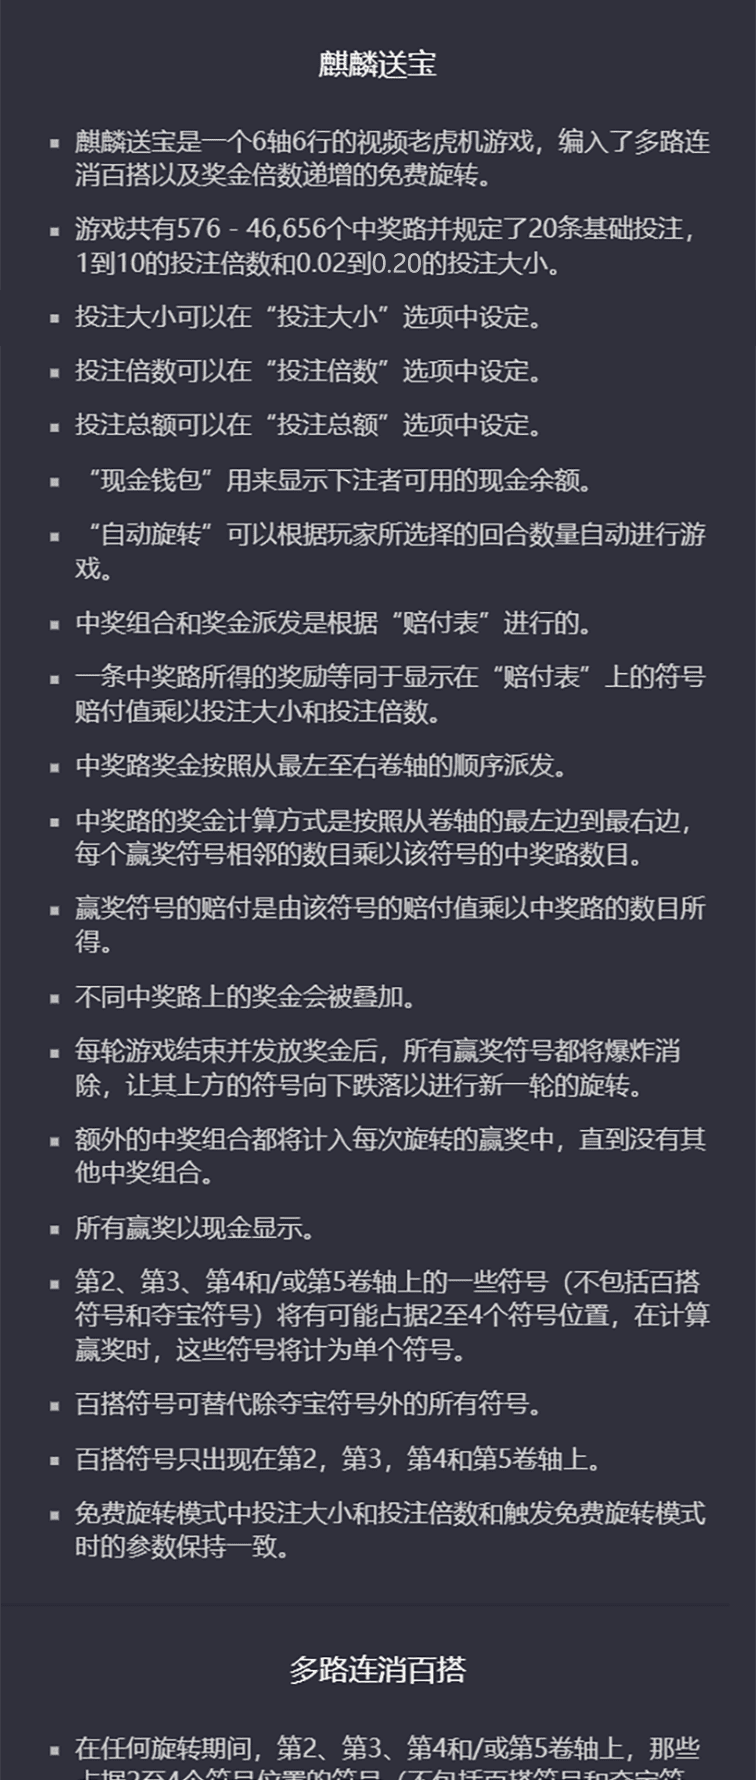 麒麟送宝
▪ 麒麟送宝是一个6轴6行的视频老虎机游戏，编入了多路连
消百搭以及奖金倍数递增的免费旋转。
▪ 游戏共有576 - 46,656个中奖路并规定了20条基础投注，
1到10的投注倍数和0.02到0.20的投注大小。
▪ 投注大小可以在“投注大小”选项中设定。
▪ 投注倍数可以在“投注倍数”选项中设定。
▪ 投注总额可以在“投注总额”选项中设定。
▪ “现金钱包”用来显示下注者可用的现金余额。
▪ “自动旋转”可以根据玩家所选择的回合数量自动进行游
戏。
▪ 中奖组合和奖金派发是根据“赔付表”进行的。
▪ 一条中奖路所得的奖励等同于显示在“赔付表”上的符号
赔付值乘以投注大小和投注倍数。
▪ 中奖路奖金按照从最左至右卷轴的顺序派发。
▪ 中奖路的奖金计算方式是按照从卷轴的最左边到最右边，
每个赢奖符号相邻的数目乘以该符号的中奖路数目。
▪ 赢奖符号的赔付是由该符号的赔付值乘以中奖路的数目所
得。
▪ 不同中奖路上的奖金会被叠加。
▪ 每轮游戏结束并发放奖金后，所有赢奖符号都将爆炸消
除，让其上方的符号向下跌落以进行新一轮的旋转。
▪ 额外的中奖组合都将计入每次旋转的赢奖中，直到没有其
他中奖组合。
▪ 所有赢奖以现金显示。
▪ 第2、第3、第4和/或第5卷轴上的一些符号（不包括百搭
符号和夺宝符号）将有可能占据2至4个符号位置，在计算
赢奖时，这些符号将计为单个符号。
▪ 百搭符号可替代除夺宝符号外的所有符号。
▪ 百搭符号只出现在第2，第3，第4和第5卷轴上。
▪ 免费旋转模式中投注大小和投注倍数和触发免费旋转模式
时的参数保持一致。
多路连消百搭
▪ 在任何旋转期间，第2、第3、第4和/或第5卷轴上，那些
占据2至4个符号位置的符号（不包括百搭符号和夺宝符